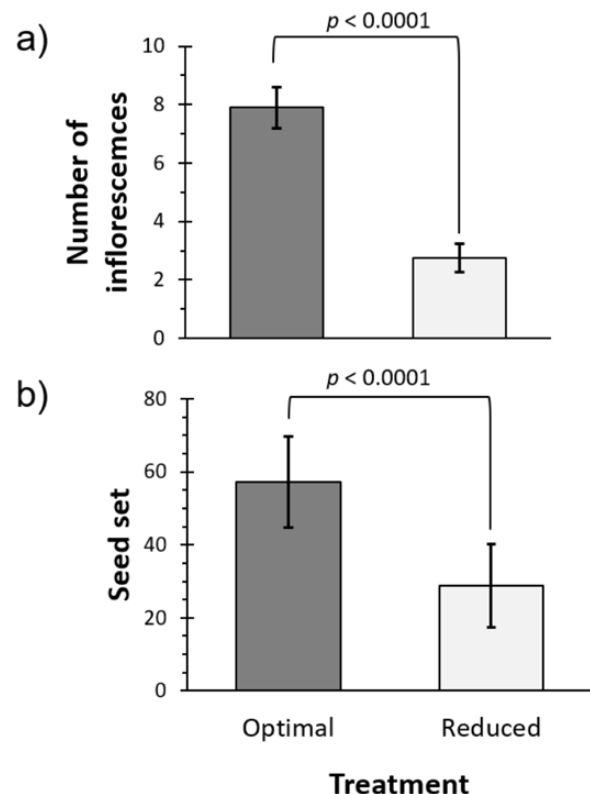 a)
p < 0.0001
Number of
inflorescemces
10
8
6
4
2
0
b)
p < 0.0001
Seed set
80
60
40
20
0
Optimal Reduced
Treatment